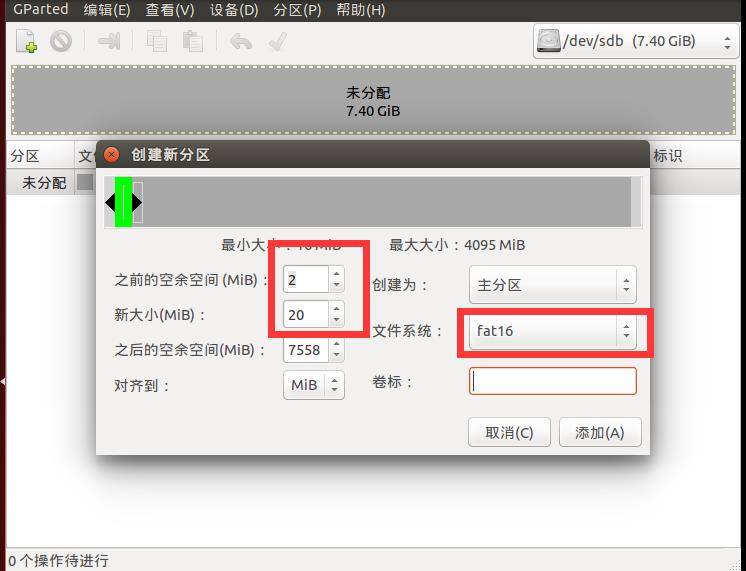 GParted 编辑(E) 查看(V) 设备(D) 分区(P) 帮助(H)
/dev/sdb (7.40 GiB)
未分配
7.40 GiB
分区
标识
未分配
创建新分区
最小大小 : MiB 最大大小 : 4095 MiB
之前的空余空间 (MiB) : 2
创建为 : 主分区
新大小(MiB) : 20
文件系统 : fat16
之后的空余空间(MiB) : 7558
对齐到 : MiB
卷标 :
取消(C) 添加(A)
0 个操作待进行